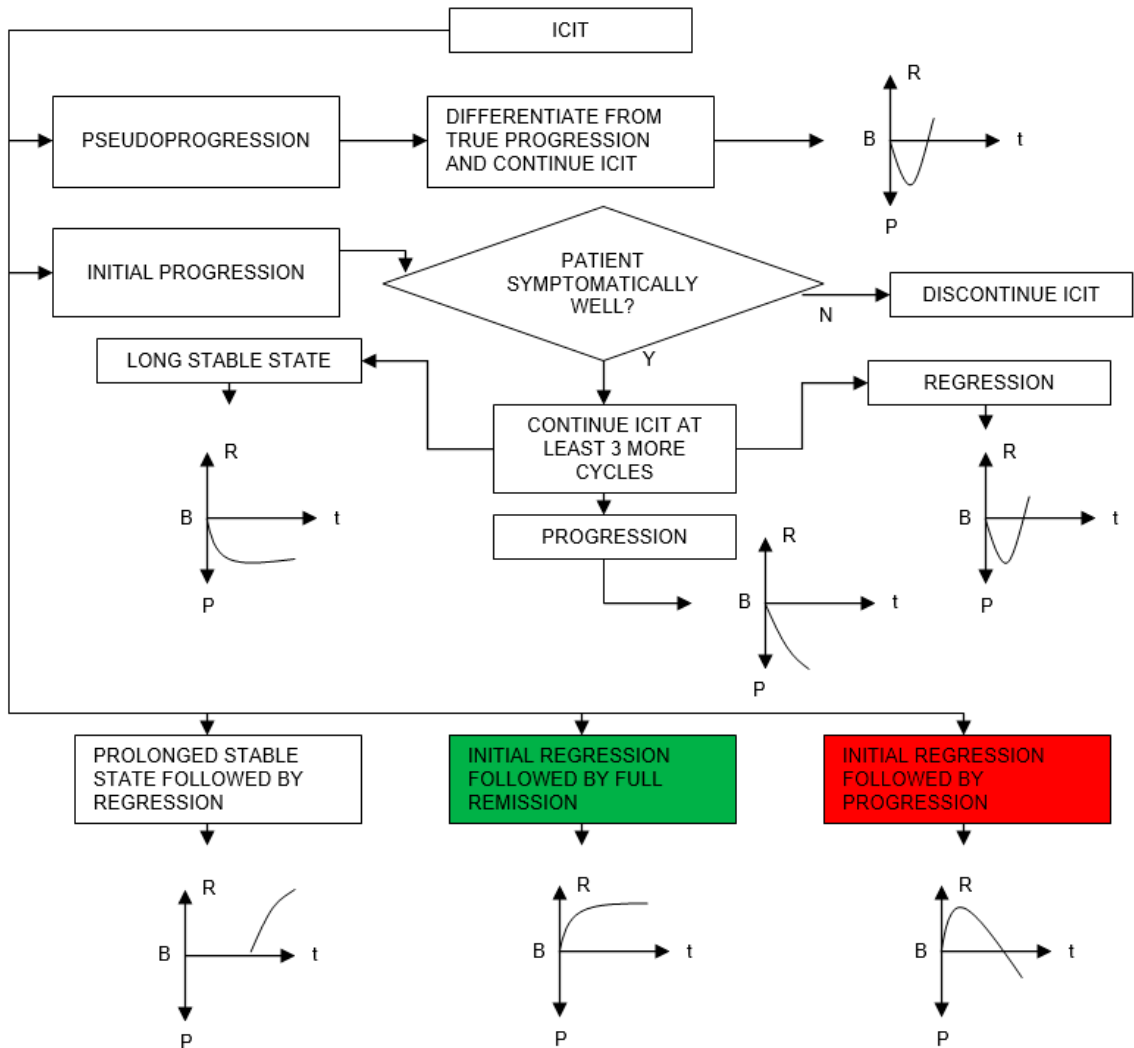 ICIT
PSEUDOPROGRESSION
DIFFERENTIATE FROM
TRUE PROGRESSION
AND CONTINUE ICIT
R
B
t
P
INITIAL PROGRESSION
PATIENT
SYMPTOMATICALLY
WELL?
N
DISCONTINUE ICIT
Y
LONG STABLE STATE
REGRESSION
CONTINUE ICIT AT
LEAST 3 MORE
CYCLES
R
B
t
P
R
B
t
P
PROGRESSION
R
B
t
P
PROLONGED STABLE
STATE FOLLOWED BY
REGRESSION
INITIAL REGRESSION
FOLLOWED BY FULL
REMISSION
INITIAL REGRESSION
FOLLOWED BY
PROGRESSION
R
B
t
P
R
B
t
P
R
B
t
P